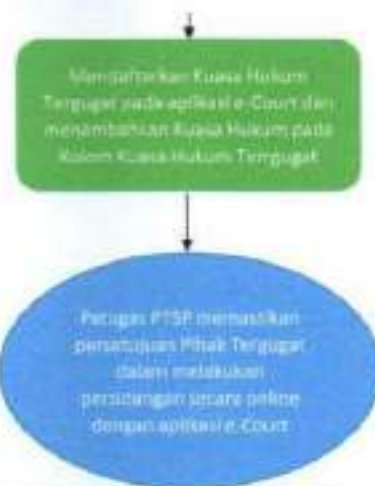 Mendaftarkan Kuasa Hukum
Tergugat pada aplikasi e-Court dan
menambahkan Kuasa Hukum pada
Kolom Kuasa Hukum Tergugat
Petugas PTSP memastikan
persetujuan Pihak Tergugat
dalam melakukan
persidangan secara online
dengan aplikasi e-Court